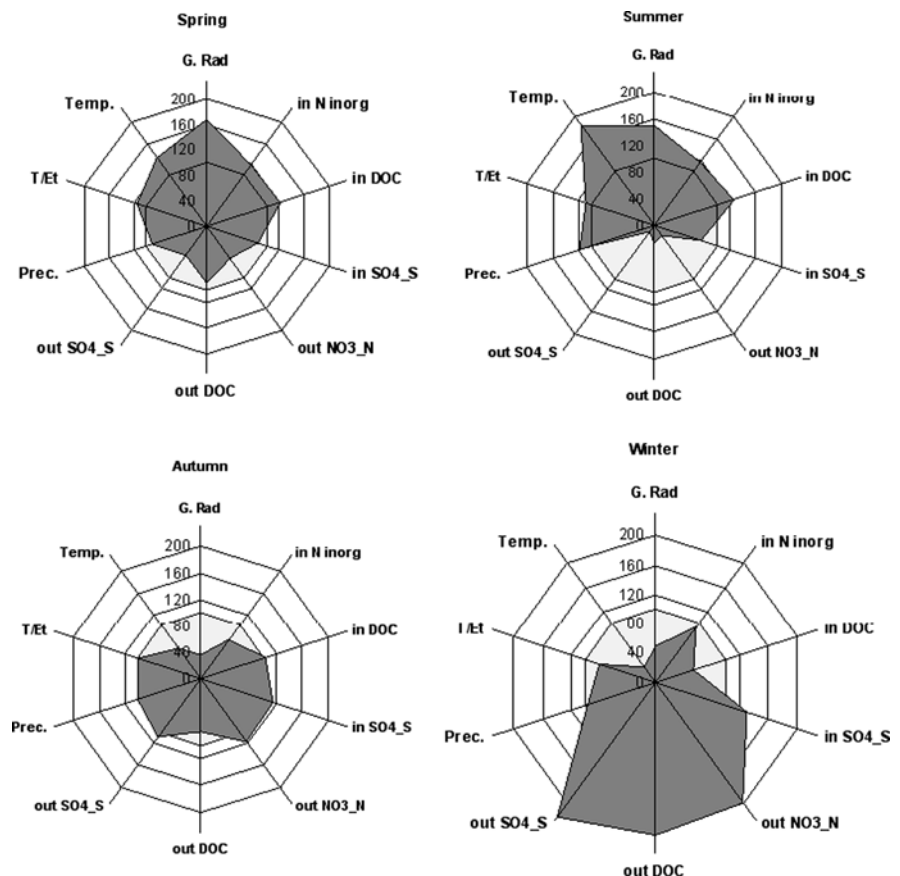 Spring
G. Rad
in N inorg
in DOC
in SO4_S
out NO3_N
out DOC
out SO4_S
Prec.
T/Et
Temp.
200
160
120
80
40
0
Summer
G. Rad
in N inorg
in DOC
in SO4_S
out NO3_N
out DOC
out SO4_S
Prec.
T/Et
Temp.
200
160
120
80
40
0
Autumn
G. Rad
in N inorg
in DOC
in SO4_S
out NO3_N
out DOC
out SO4_S
Prec.
T/Et
Temp.
200
160
120
80
40
0
Winter
G. Rad
in N inorg
in DOC
in SO4_S
out NO3_N
out DOC
out SO4_S
Prec.
T/Et
Temp.
200
160
120
40
0